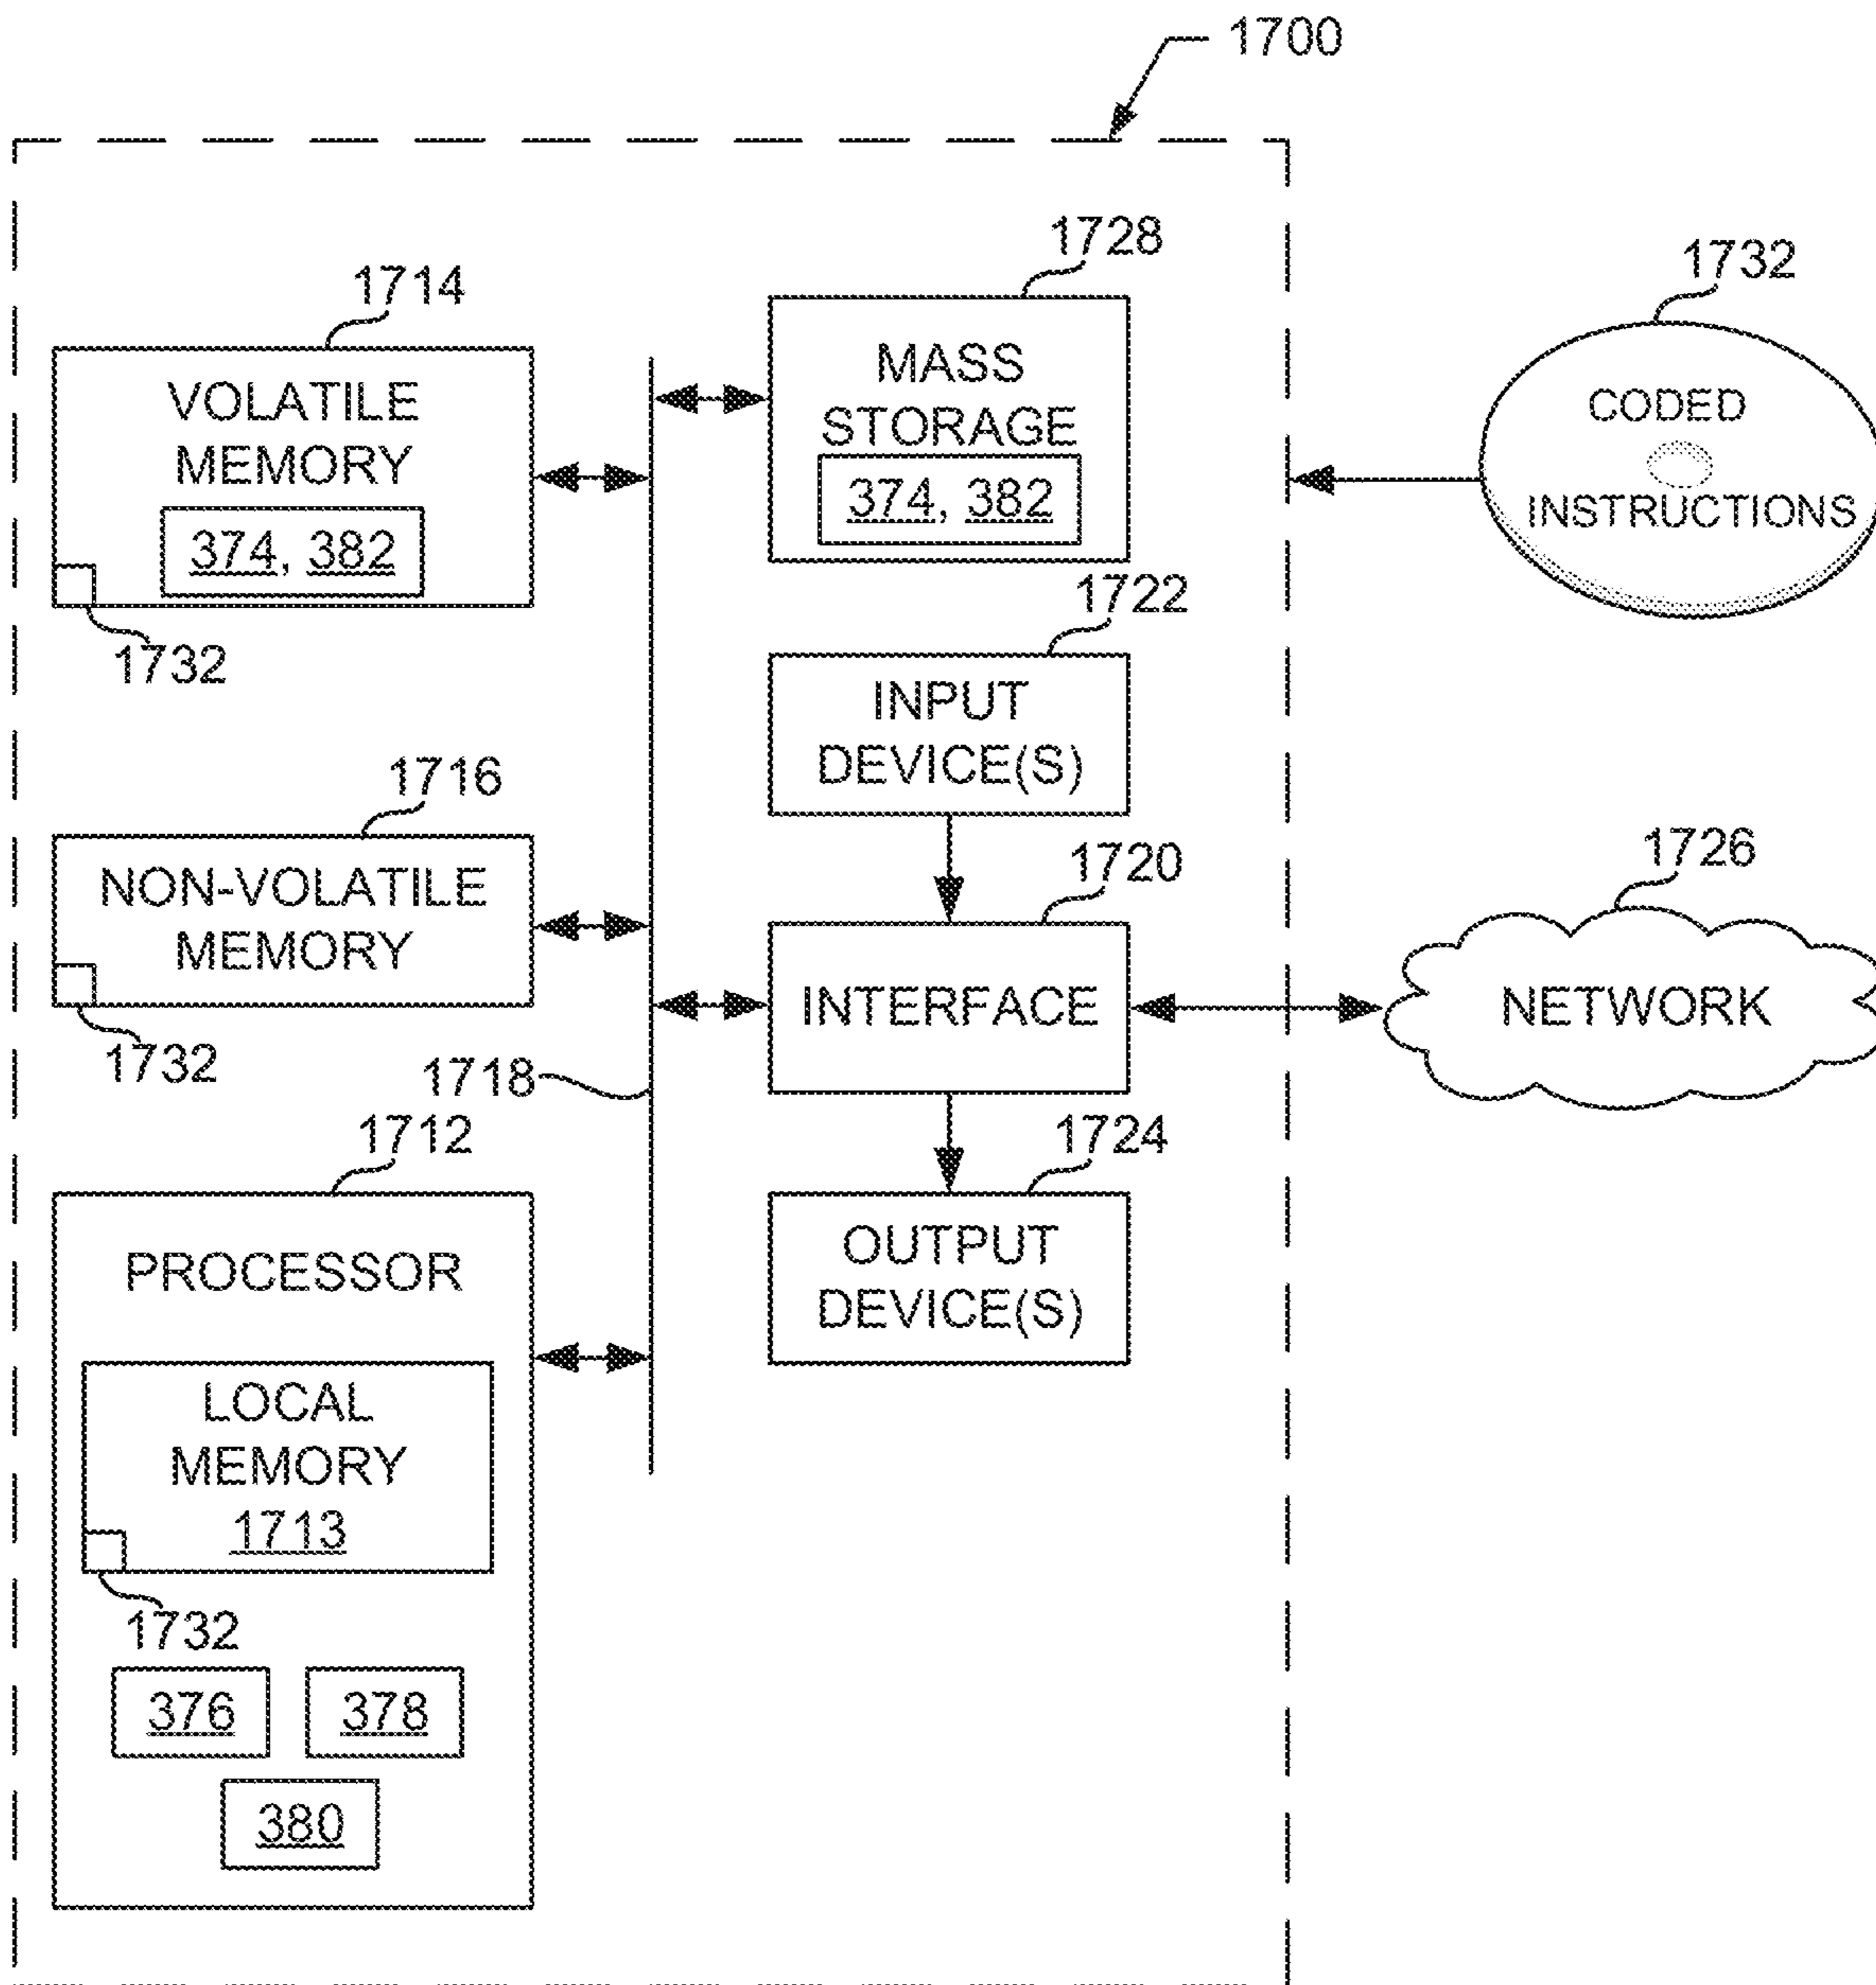 1700
1714
VOLATILE
MEMORY
374, 382
1732
1728
MASS
STORAGE
374, 382
1732
CODED
INSTRUCTIONS
1722
INPUT
DEVICE(S)
1716
NON-VOLATILE
MEMORY
1732
1720
INTERFACE
1726
NETWORK
1718
1712
PROCESSOR
LOCAL
MEMORY
1713
1732
376
378
380
1724
OUTPUT
DEVICE(S)